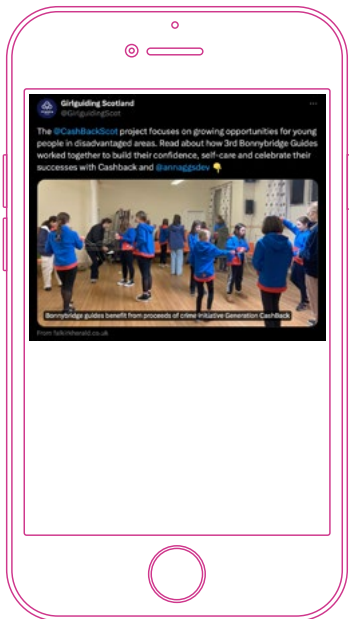 Girlguiding Scotland
@GirlguidingScot
The @CashBackScot project focuses on growing opportunities for young
people in disadvantaged areas. Read about how 3rd Bonnybridge Guides
worked together to build their confidence, self-care and celebrate their
successes with Cashback and @annaggsdev 👇
Bonnybridge guides benefit from proceeds of crime initiative Generation CashBack
From falkirkherald.co.uk